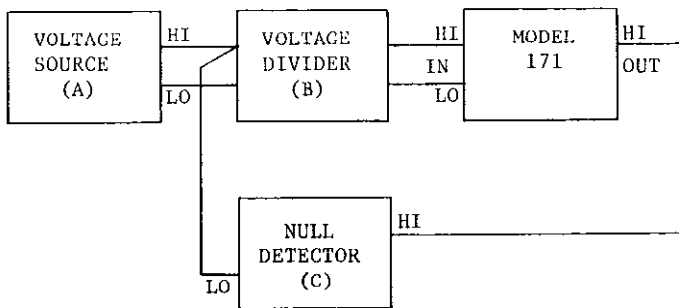 VOLTAGE
SOURCE
(A)
HI
LO
VOLTAGE
DIVIDER
(B)
HI
IN
LO
MODEL
171
HI
OUT
NULL
DETECTOR
(C)
HI
LO